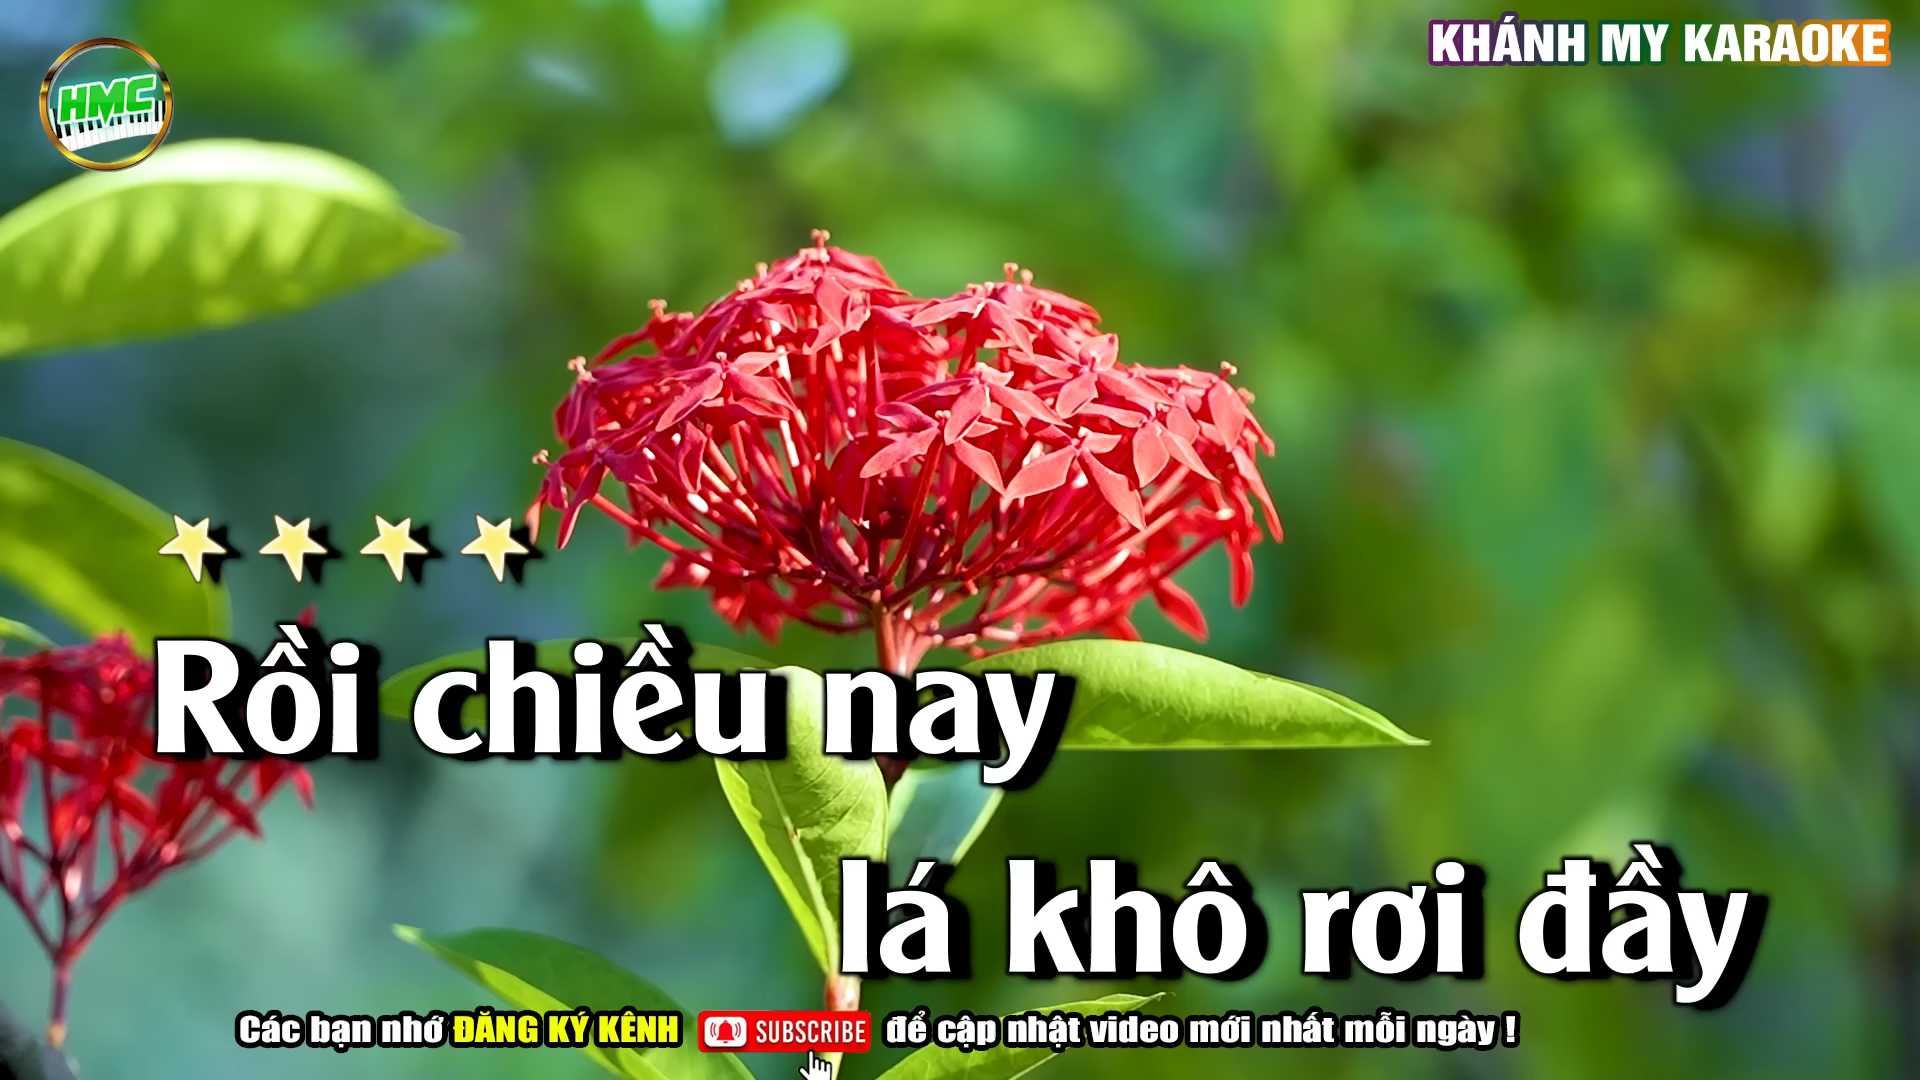 KHÁNH MY KARAOKE
HMC
Rồi chiều nay
lá khô rơi đầy
Các bạn nhớ ĐĂNG KÝ KÊNH SUBSCRIBE để cập nhật video mới nhất mỗi ngày !